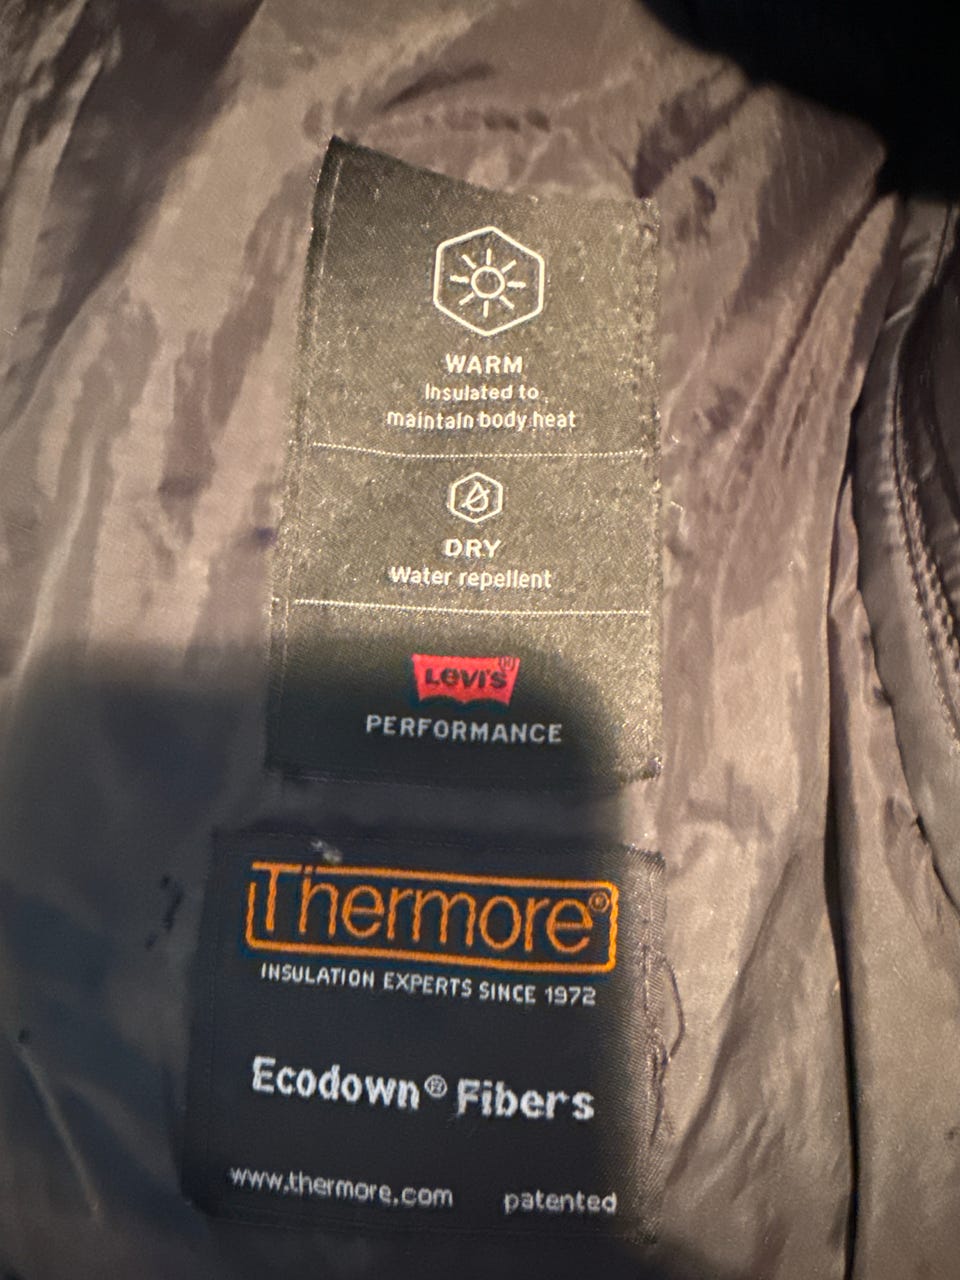 WARM
Insulated to
maintain body heat
DRY
Water repellent
Levi's
PERFORMANCE
Thermore®
INSULATION EXPERTS SINCE 1972
Ecodown® Fibers
www.thermore.com patented